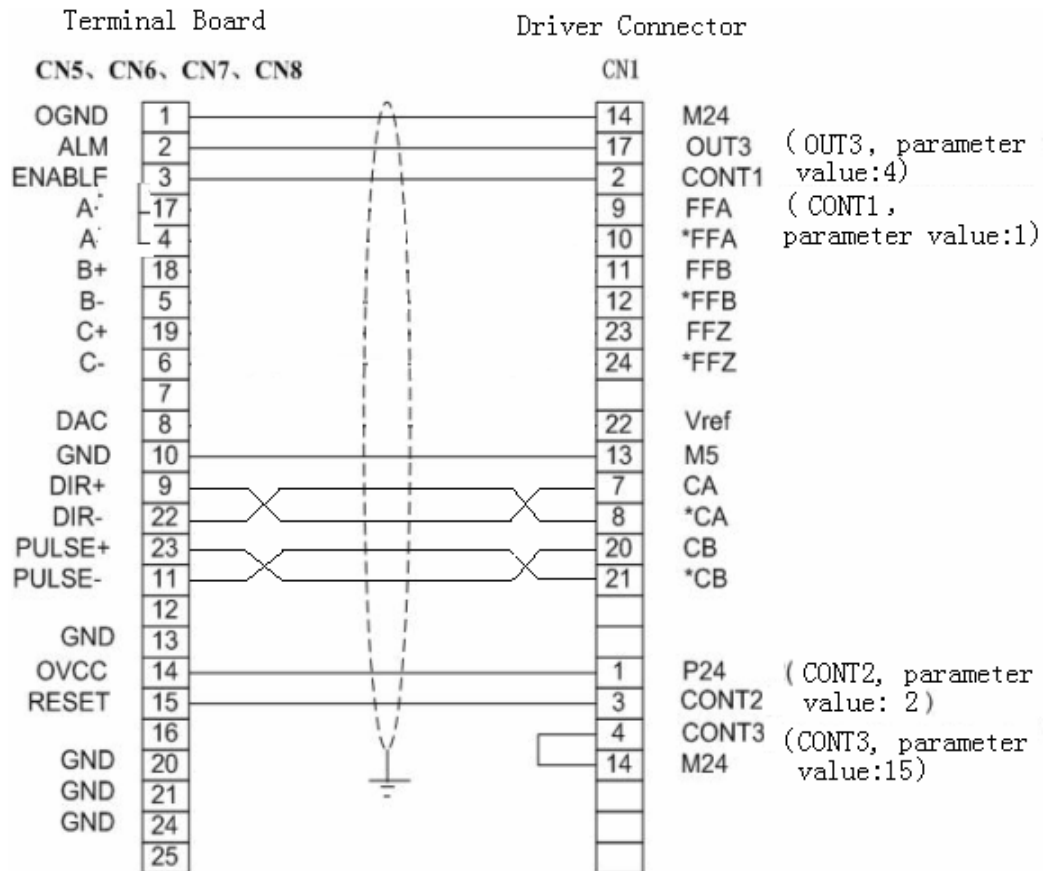 Terminal Board Driver Connector
CN5、CN6、CN7、CN8 CN1
OGND 1 14 M24
ALM 2 17 OUT3 (OUT3, parameter
value:4)
3 2 CONT1
17 9 FFA (CONT1,
4 10 *FFA parameter value:1)
B+ 18 11 FFB
B- 5 12 *FFB
C+ 19 23 FFZ
C- 6 24 *FFZ
7
DAC 8 22 Vref
GND 10 13 M5
DIR+ 9 7 CA
DIR- 22 8 *CA
PULSE+ 23 20 CB
PULSE- 11 21 *CB
12
GND 13
OVCC 14 1 P24 (CONT2, parameter
RESET 15 3 CONT2 value: 2)
16 4 CONT3 (CONT3, parameter
GND 20 14 M24 value:15)
GND 21
GND 24
25